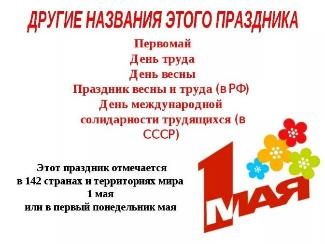 ДРУГИЕ НАЗВАНИЯ ЭТОГО ПРАЗДНИКА
Первомай
День труда
День весны
Праздник весны и труда (в РФ)
День международной
солидарности трудящихся (в
СССР)
Этот праздник отмечается
в 142 странах и территориях мира
1 мая
или в первый понедельник мая
1 МАЯ